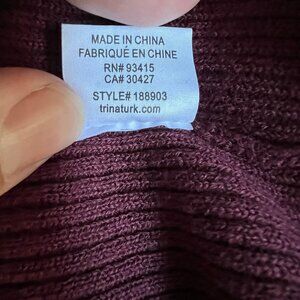 MADE IN CHINA
FABRIQUÉ EN CHINE
RN# 93415
CA# 30427
STYLE# 188903
trinaturk.com